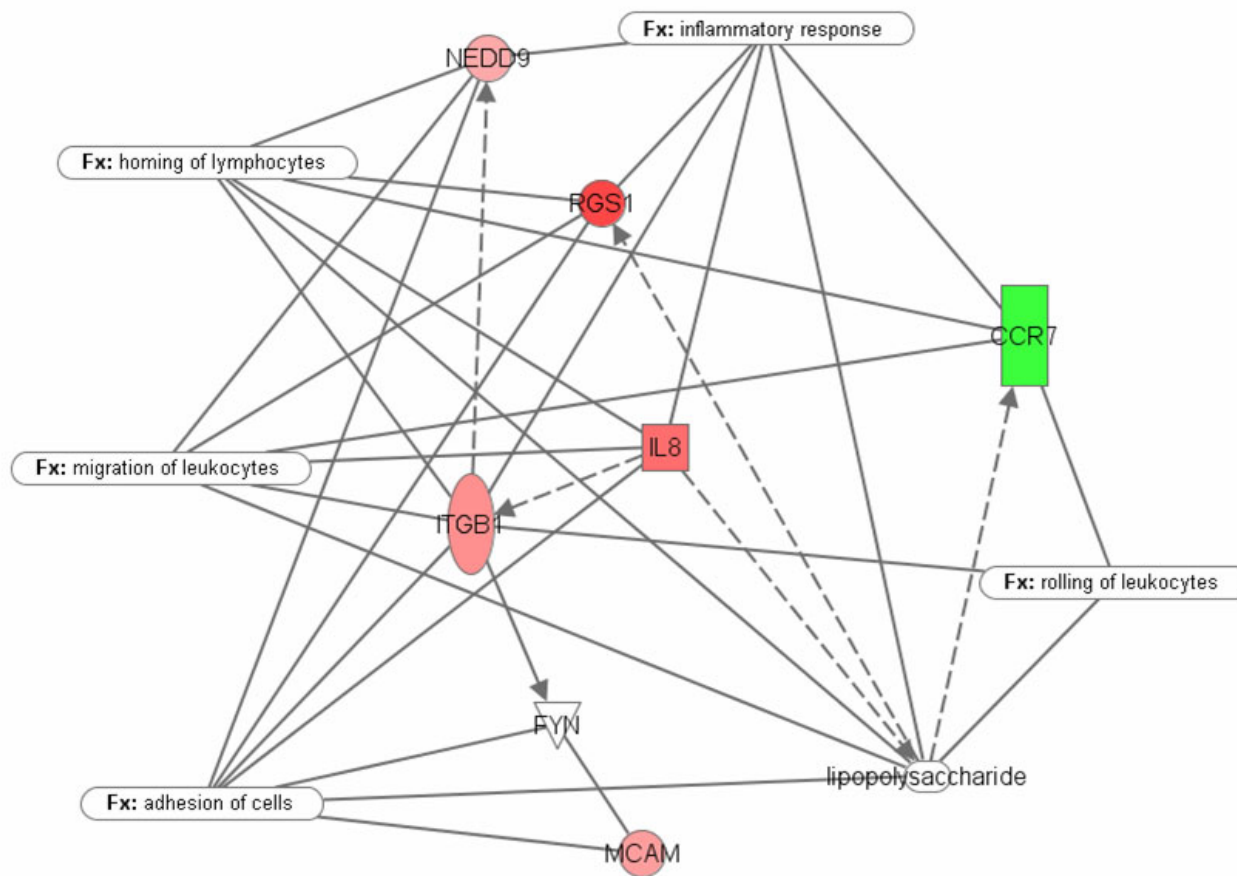 Fx: inflammatory response
NEDD9
Fx: homing of lymphocytes
RGS1
CCR7
IL8
Fx: migration of leukocytes
ITGB1
Fx: rolling of leukocytes
FYN
lipopolysaccharide
Fx: adhesion of cells
MCAM